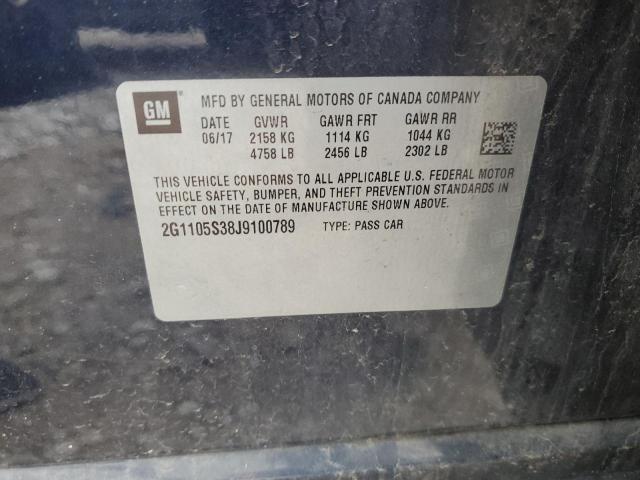 GM
MFD BY GENERAL MOTORS OF CANADA COMPANY
DATE GVWR GAWR FRT GAWR RR
06/17 2158 KG 1114 KG 1044 KG
4758 LB 2456 LB 2302 LB
THIS VEHICLE CONFORMS TO ALL APPLICABLE U.S. FEDERAL MOTOR
VEHICLE SAFETY, BUMPER, AND THEFT PREVENTION STANDARDS IN
EFFECT ON THE DATE OF MANUFACTURE SHOWN ABOVE.
2G1105S38J9100789 TYPE: PASS CAR